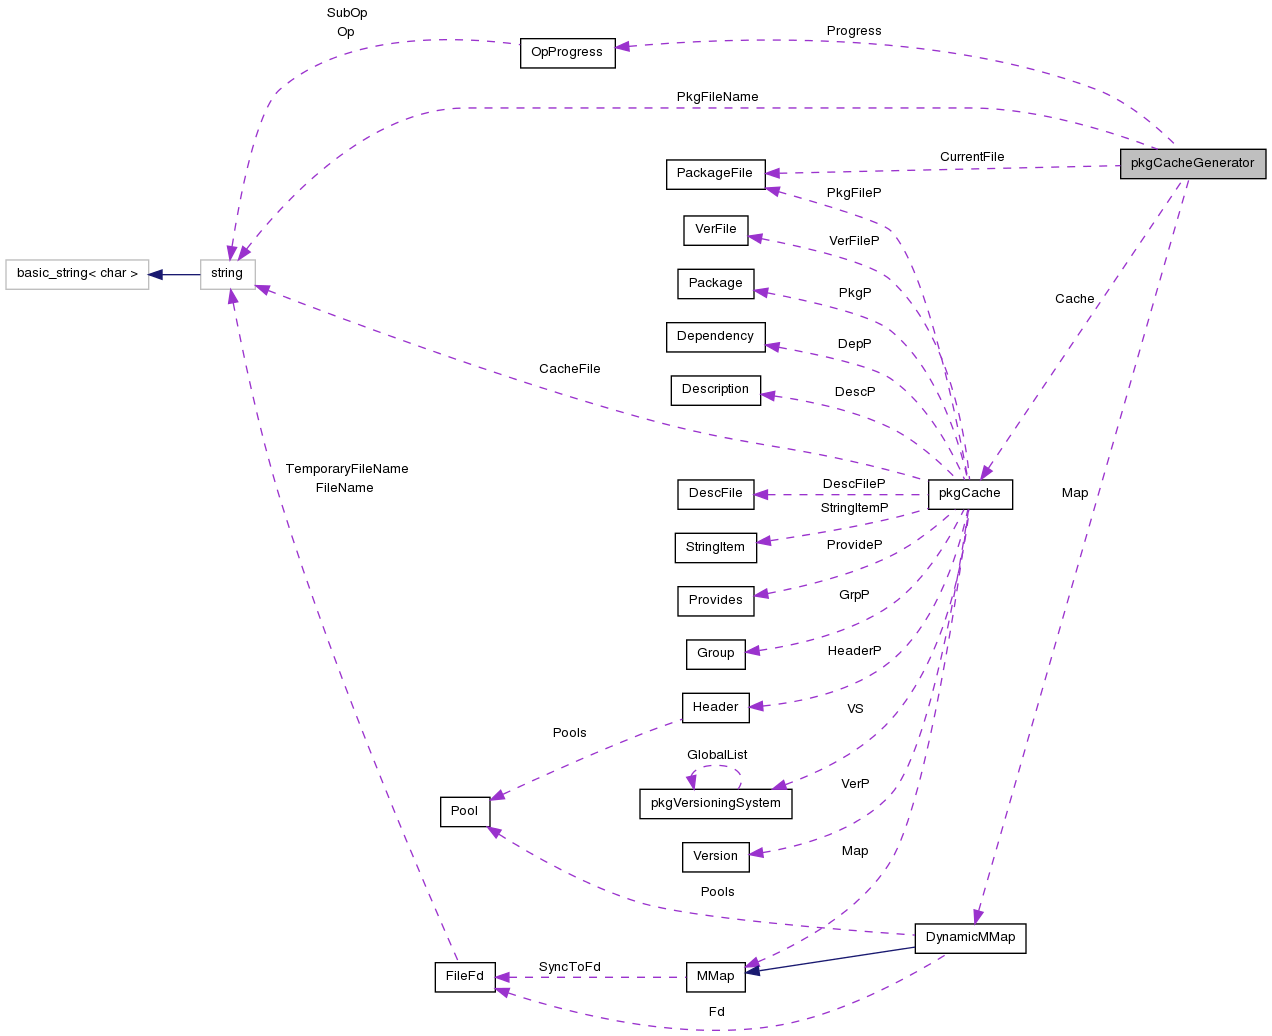 SubOp
Op
Progress
OpProgress
PkgFileName
pkgCacheGenerator
CurrentFile
PackageFile
PkgFileP
VerFile
VerFileP
basic_string< char >
string
Package
PkgP
Cache
Dependency
DepP
CacheFile
Description
DescP
TemporaryFileName
FileName
DescFile
DescFileP
pkgCache
Map
StringItemP
StringItem
ProvideP
Provides
GrpP
Group
HeaderP
Header
VS
Pools
GlobalList
VerP
pkgVersioningSystem
Pool
Version
Map
Pools
DynamicMMap
SyncToFd
FileFd
MMap
Fd